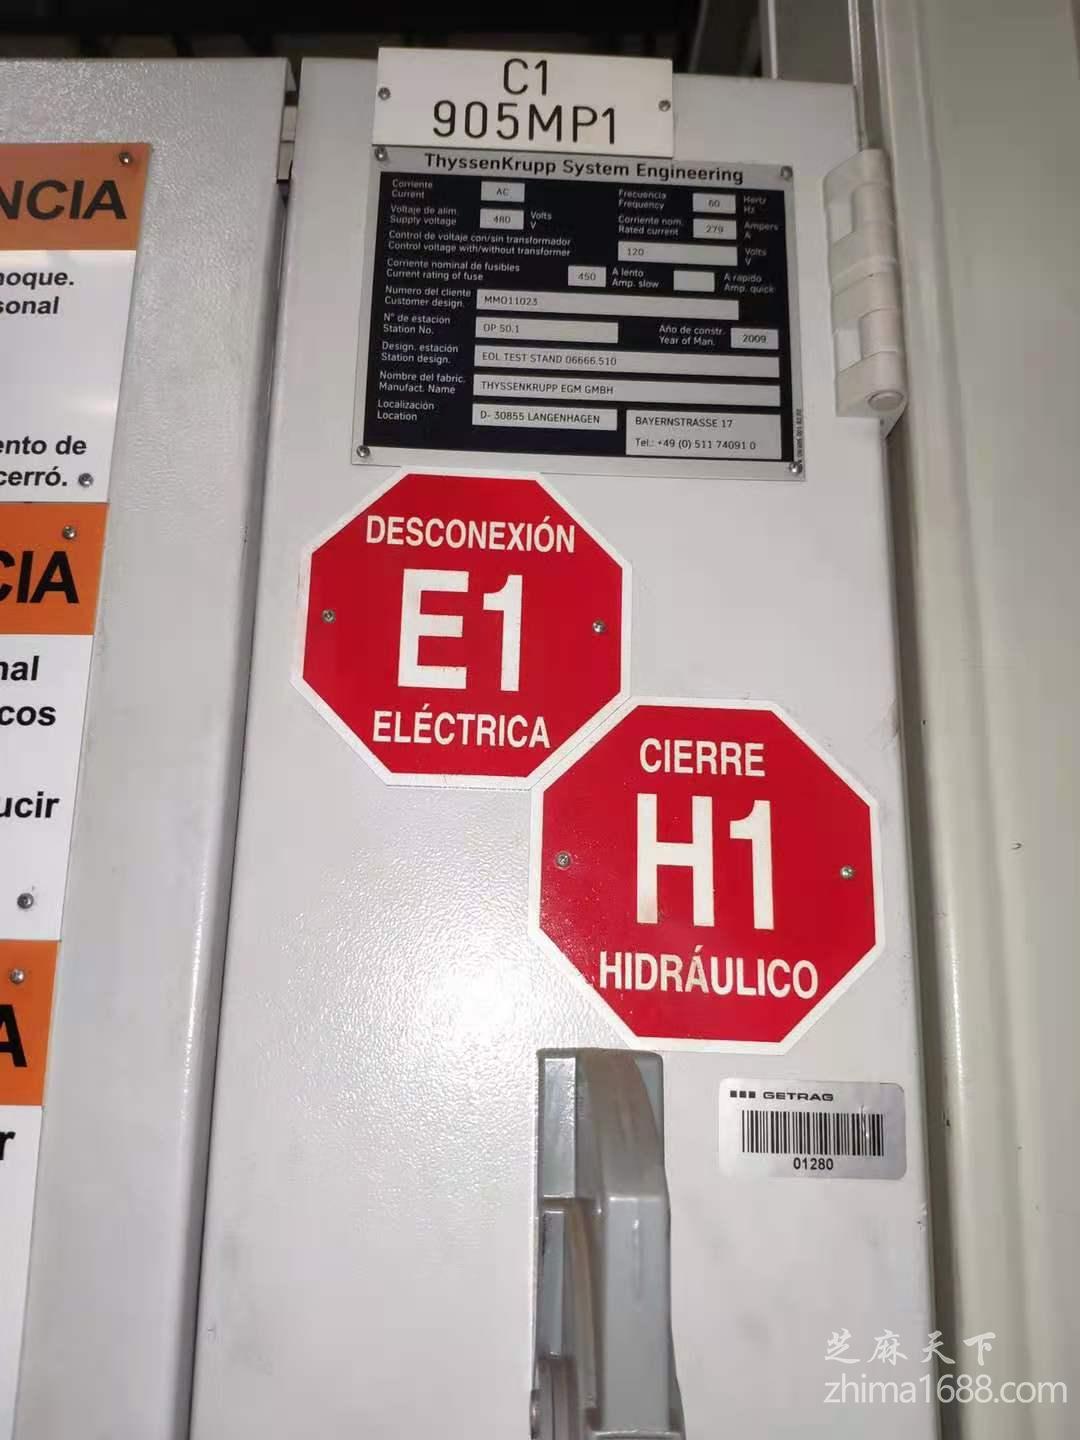 C1
905MP1
ThyssenKrupp System Engineering
Corriente
Current
AC
Frecuencia
Frequency
60
Hertz
Hz
Voltaje de alim.
Supply voltage
480
Volts
V
Corriente nom.
Rated current
279
Ampers
A
Control de voltaje con/sin transformador
Control voltage with/without transformer
120
Volts
V
Corriente nominal de fusibles
Current rating of fuse
450
A lento
Amp. slow
A rapido
Amp. quick
Numero del cliente
Customer design.
MMO11023
N° de estación
Station No.
OP 50.1
Año de constr.
Year of Man.
2009
Design. estación
Station design.
EOL TEST STAND 06666.510
Nombre del fabric.
Manufact. Name
THYSSENKRUPP EGM GMBH
Localización
Location
D- 30855 LANGENHAGEN
BAYERNSTRASSE 17
Tel.: +49 (0) 511 74091 0
DESCONEXIÓN
E1
ELÉCTRICA
CIERRE
H1
HIDRÁULICO
GETRAG
01280
NCIA
hoque.
sonal
ento de
cerró.
CIA
nal
cos
ucir
A
r
芝麻天下
zhima1688.com